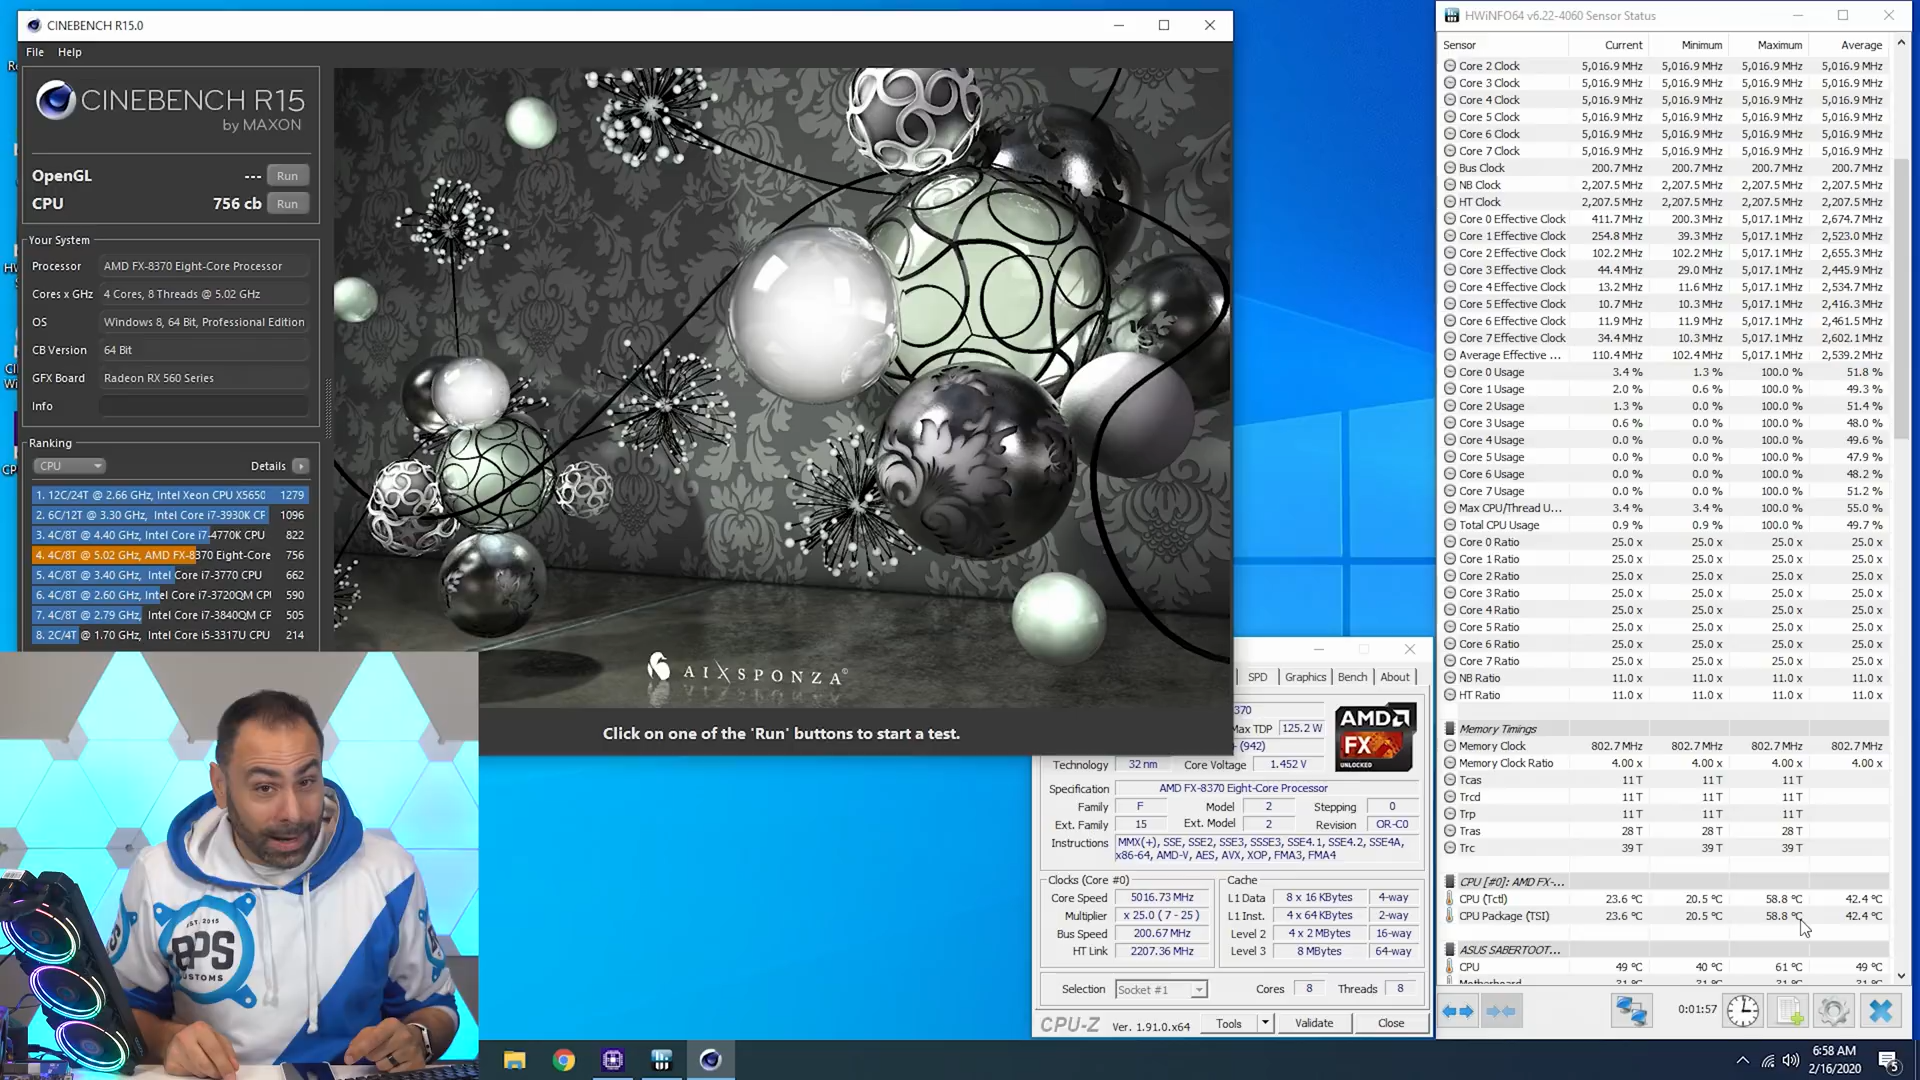 CINEBENCH R15.0
File Help
CINEBENCH R15
by MAXON
OpenGL --- Run
CPU 756 cb Run
Your System
Processor AMD FX-8370 Eight-Core Processor
Cores x GHz 4 Cores, 8 Threads @ 5.02 GHz
OS Windows 8, 64 Bit, Professional Edition
CB Version 64 Bit
GFX Board Radeon RX 560 Series
Info
Ranking
CPU Details
1. 12C/24T @ 2.66 GHz, Intel Xeon CPU X5650 1279
2. 6C/12T @ 3.30 GHz, Intel Core i7-3930K CF 1096
3. 4C/8T @ 4.40 GHz, Intel Core i7-4770K CPU 822
4. 4C/8T @ 5.02 GHz, AMD FX-8370 Eight-Core 756
5. 4C/8T @ 3.40 GHz, Intel Core i7-3770 CPU 662
6. 4C/8T @ 2.60 GHz, Intel Core i7-3720QM CPU 590
7. 4C/8T @ 2.79 GHz, Intel Core i7-3840QM CF 505
8. 2C/4T @ 1.70 GHz, Intel Core i5-3317U CPU 214
AIXSPONZA
Click on one of the 'Run' buttons to start a test.
EST. 2015
BPS
CUSTOMS
SPD Graphics Bench About
370
Max TDP 125.2 W
(942)
AMD
FX
UNLOCKED
Technology 32 nm Core Voltage 1.452 V
Specification AMD FX-8370 Eight-Core Processor
Family F Model 2 Stepping 0
Ext. Family 15 Ext. Model 2 Revision OR-C0
Instructions MMX(+), SSE, SSE2, SSE3, SSSE3, SSE4.1, SSE4.2, SSE4A,
x86-64, AMD-V, AES, AVX, XOP, FMA3, FMA4
Clocks (Core #0) Cache
Core Speed 5016.73 MHz L1 Data 8 x 16 KBytes 4-way
Multiplier x 25.0 ( 7 - 25 ) L1 Inst. 4 x 64 KBytes 2-way
Bus Speed 200.67 MHz Level 2 4 x 2 MBytes 16-way
HT Link 2207.36 MHz Level 3 8 MBytes 64-way
Selection Socket #1 Cores 8 Threads 8
CPU-Z Ver. 1.91.0.x64 Tools Validate Close
HWiNFO64 v6.22-4060 Sensor Status
Sensor Current Minimum Maximum Average
Core 2 Clock 5,016.9 MHz 5,016.9 MHz 5,016.9 MHz 5,016.9 MHz
Core 3 Clock 5,016.9 MHz 5,016.9 MHz 5,016.9 MHz 5,016.9 MHz
Core 4 Clock 5,016.9 MHz 5,016.9 MHz 5,016.9 MHz 5,016.9 MHz
Core 5 Clock 5,016.9 MHz 5,016.9 MHz 5,016.9 MHz 5,016.9 MHz
Core 6 Clock 5,016.9 MHz 5,016.9 MHz 5,016.9 MHz 5,016.9 MHz
Core 7 Clock 5,016.9 MHz 5,016.9 MHz 5,016.9 MHz 5,016.9 MHz
Bus Clock 200.7 MHz 200.7 MHz 200.7 MHz 200.7 MHz
NB Clock 2,207.5 MHz 2,207.5 MHz 2,207.5 MHz 2,207.5 MHz
HT Clock 2,207.5 MHz 2,207.5 MHz 2,207.5 MHz 2,207.5 MHz
Core 0 Effective Clock 411.7 MHz 200.3 MHz 5,017.1 MHz 2,674.7 MHz
Core 1 Effective Clock 254.8 MHz 39.3 MHz 5,017.1 MHz 2,523.0 MHz
Core 2 Effective Clock 102.2 MHz 102.2 MHz 5,017.1 MHz 2,655.3 MHz
Core 3 Effective Clock 44.4 MHz 29.0 MHz 5,017.1 MHz 2,445.9 MHz
Core 4 Effective Clock 13.2 MHz 11.6 MHz 5,017.1 MHz 2,534.7 MHz
Core 5 Effective Clock 10.7 MHz 10.3 MHz 5,017.1 MHz 2,416.3 MHz
Core 6 Effective Clock 11.9 MHz 11.9 MHz 5,017.1 MHz 2,461.5 MHz
Core 7 Effective Clock 34.4 MHz 10.3 MHz 5,017.1 MHz 2,602.1 MHz
Average Effective ... 110.4 MHz 102.4 MHz 5,017.1 MHz 2,539.2 MHz
Core 0 Usage 3.4 % 1.3 % 100.0 % 51.8 %
Core 1 Usage 2.0 % 0.6 % 100.0 % 49.3 %
Core 2 Usage 1.3 % 0.0 % 100.0 % 51.4 %
Core 3 Usage 0.6 % 0.0 % 100.0 % 48.0 %
Core 4 Usage 0.0 % 0.0 % 100.0 % 49.6 %
Core 5 Usage 0.0 % 0.0 % 100.0 % 47.9 %
Core 6 Usage 0.0 % 0.0 % 100.0 % 48.2 %
Core 7 Usage 0.0 % 0.0 % 100.0 % 51.2 %
Max CPU/Thread U... 3.4 % 3.4 % 100.0 % 55.0 %
Total CPU Usage 0.9 % 0.9 % 100.0 % 49.7 %
Core 0 Ratio 25.0 x 25.0 x 25.0 x 25.0 x
Core 1 Ratio 25.0 x 25.0 x 25.0 x 25.0 x
Core 2 Ratio 25.0 x 25.0 x 25.0 x 25.0 x
Core 3 Ratio 25.0 x 25.0 x 25.0 x 25.0 x
Core 4 Ratio 25.0 x 25.0 x 25.0 x 25.0 x
Core 5 Ratio 25.0 x 25.0 x 25.0 x 25.0 x
Core 6 Ratio 25.0 x 25.0 x 25.0 x 25.0 x
Core 7 Ratio 25.0 x 25.0 x 25.0 x 25.0 x
NB Ratio 11.0 x 11.0 x 11.0 x 11.0 x
HT Ratio 11.0 x 11.0 x 11.0 x 11.0 x
Memory Timings
Memory Clock 802.7 MHz 802.7 MHz 802.7 MHz 802.7 MHz
Memory Clock Ratio 4.00 x 4.00 x 4.00 x 4.00 x
Tcas 11 T 11 T 11 T
Trcd 11 T 11 T 11 T
Trp 11 T 11 T 11 T
Tras 28 T 28 T 28 T
Trc 39 T 39 T 39 T
CPU [#0]: AMD FX-...
CPU (Tctl) 23.6 °C 20.5 °C 58.8 °C 42.4 °C
CPU Package (TSI) 23.6 °C 20.5 °C 58.8 °C 42.4 °C
ASUS SABERTOOT...
CPU 49 °C 40 °C 61 °C 49 °C
Motherboard 31 °C 31 °C 31 °C 31 °C
0:01:57
6:58 AM
2/16/2020
5